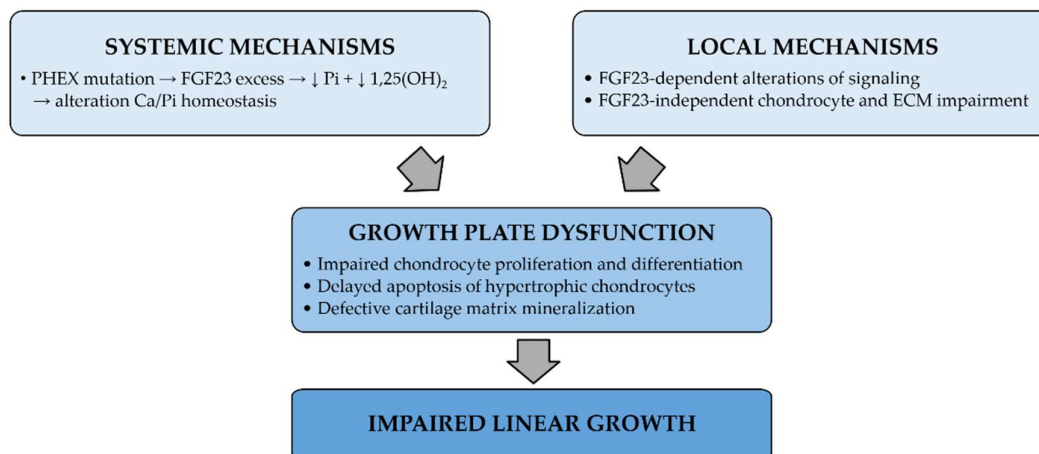 SYSTEMIC MECHANISMS
• PHEX mutation → FGF23 excess → ↓ Pi + ↓ 1,25(OH)₂
→ alteration Ca/Pi homeostasis
LOCAL MECHANISMS
• FGF23-dependent alterations of signaling
• FGF23-independent chondrocyte and ECM impairment
GROWTH PLATE DYSFUNCTION
• Impaired chondrocyte proliferation and differentiation
• Delayed apoptosis of hypertrophic chondrocytes
• Defective cartilage matrix mineralization
IMPAIRED LINEAR GROWTH